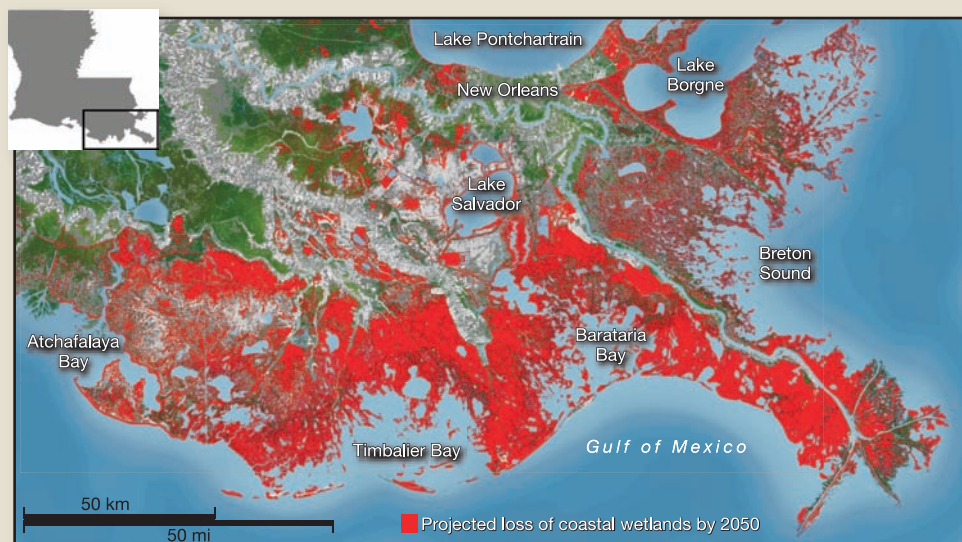 Lake Pontchartrain
Lake
Borgne
New Orleans
Lake
Salvador
Breton
Sound
Atchafalaya
Bay
Barataria
Bay
Timbalier Bay
Gulf of Mexico
50 km
50 mi
Projected loss of coastal wetlands by 2050